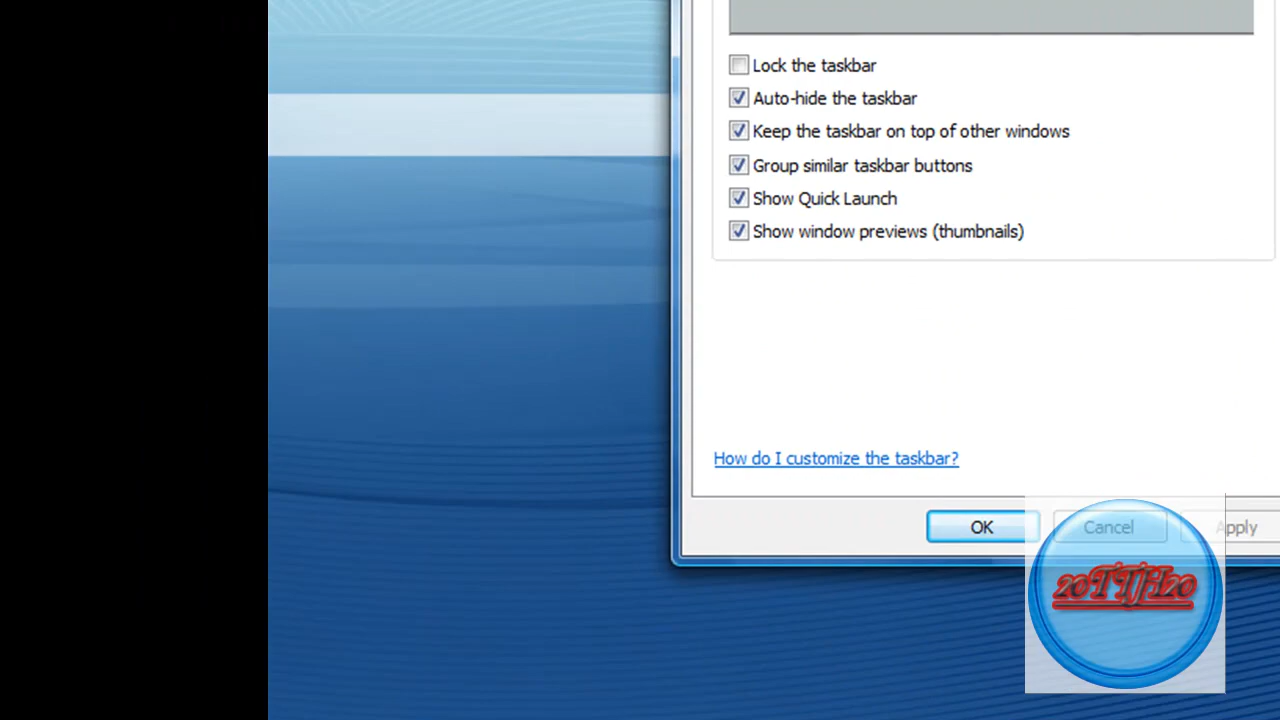 Lock the taskbar
Auto-hide the taskbar
Keep the taskbar on top of other windows
Group similar taskbar buttons
Show Quick Launch
Show window previews (thumbnails)
How do I customize the taskbar?
OK
Cancel
Apply